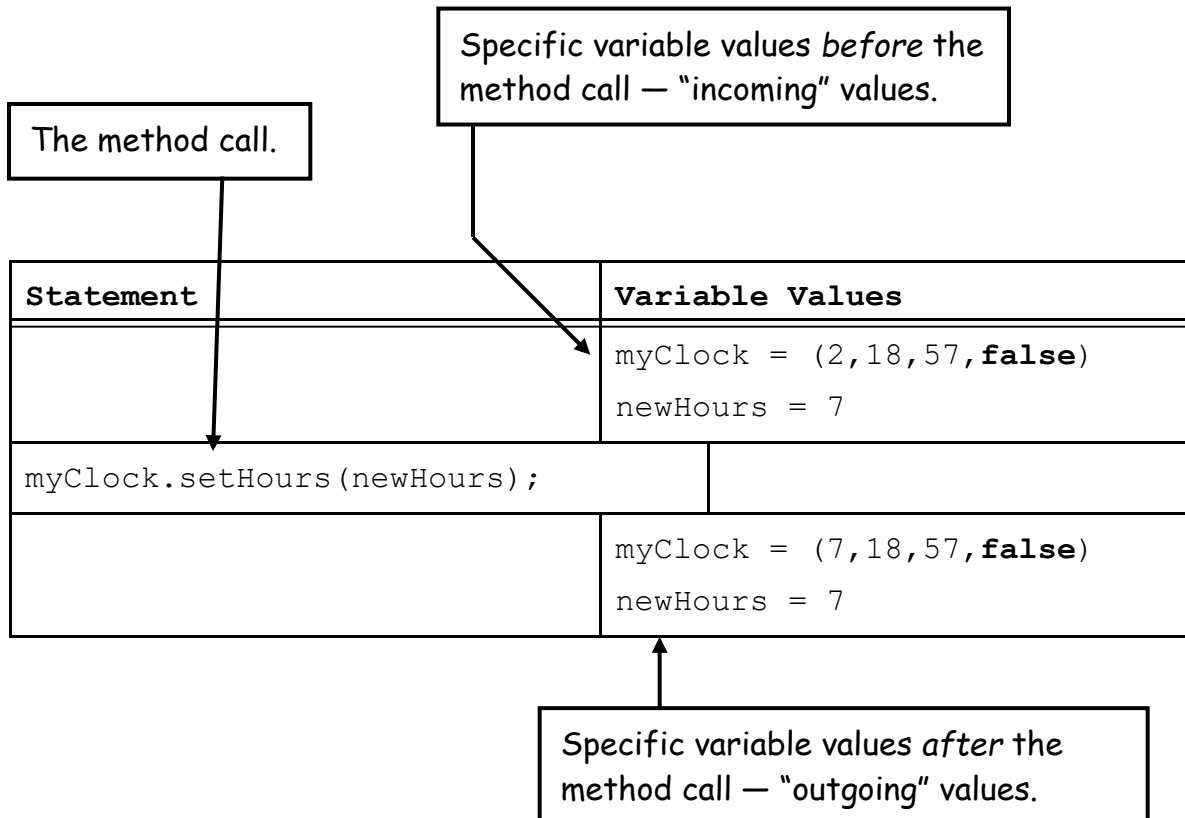 Specific variable values before the
method call — “incoming” values.
The method call.
Statement
Variable Values
myClock = (2,18,57,false)
newHours = 7
myClock.setHours(newHours);
myClock = (7,18,57,false)
newHours = 7
Specific variable values after the
method call — “outgoing” values.